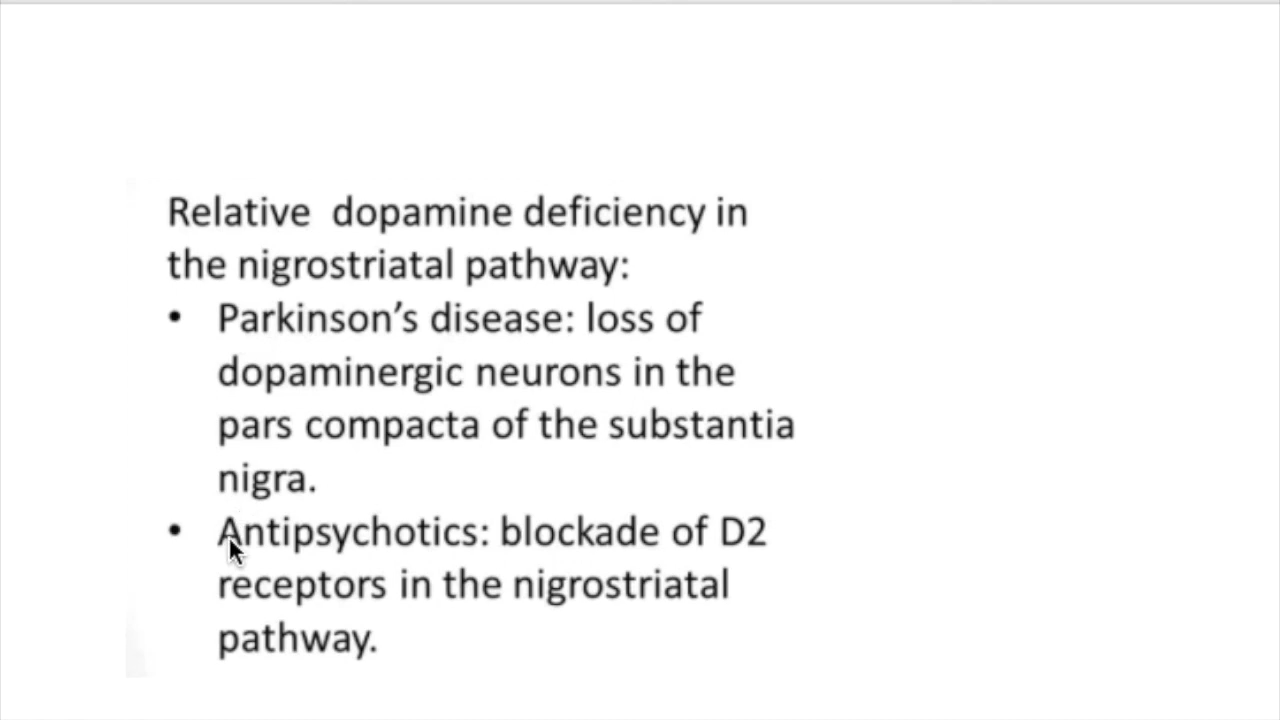 Relative dopamine deficiency in
the nigrostriatal pathway:
• Parkinson’s disease: loss of
dopaminergic neurons in the
pars compacta of the substantia
nigra.
• Antipsychotics: blockade of D2
receptors in the nigrostriatal
pathway.